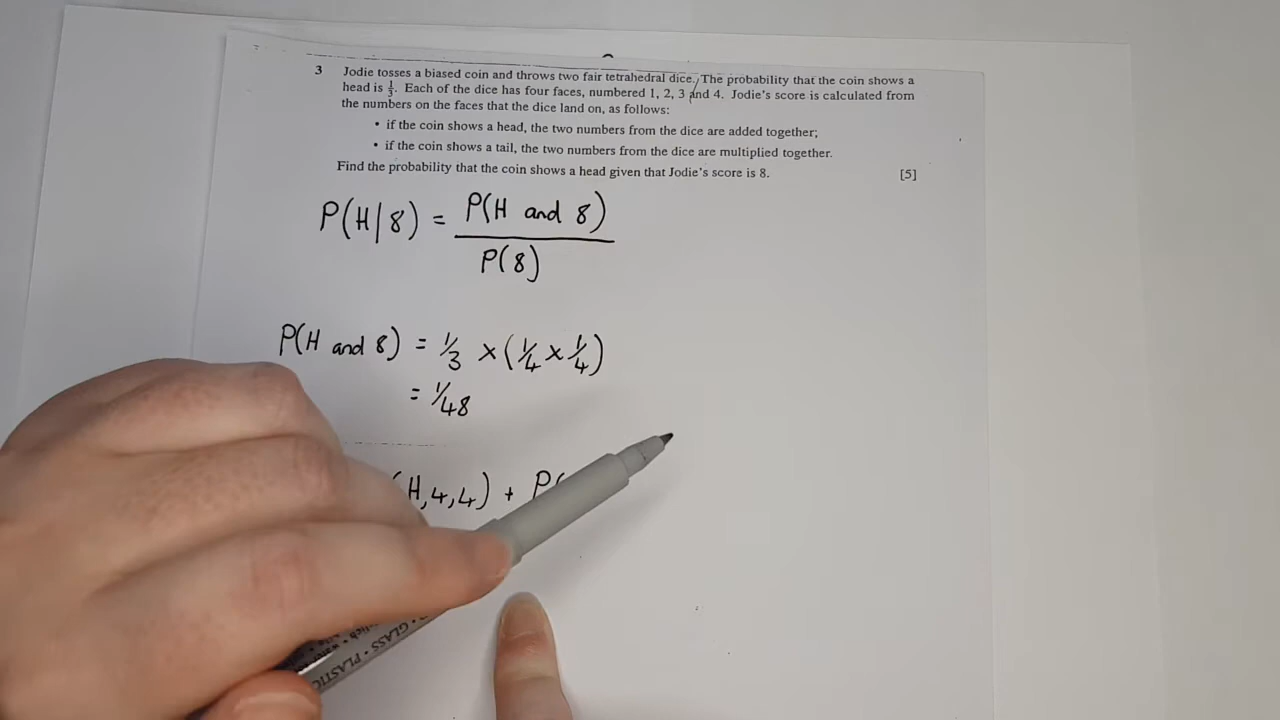 3 Jodie tosses a biased coin and throws two fair tetrahedral dice. The probability that the coin shows a
head is 1/3. Each of the dice has four faces, numbered 1, 2, 3 and 4. Jodie's score is calculated from
the numbers on the faces that the dice land on, as follows:
• if the coin shows a head, the two numbers from the dice are added together;
• if the coin shows a tail, the two numbers from the dice are multiplied together.
Find the probability that the coin shows a head given that Jodie's score is 8. [5]
P(H|8) = P(H and 8)
P(8)
P(H and 8) = 1/3 × (1/4 × 1/4)
= 1/48
(H,4,4) + P(
GLASS • PLASTIC